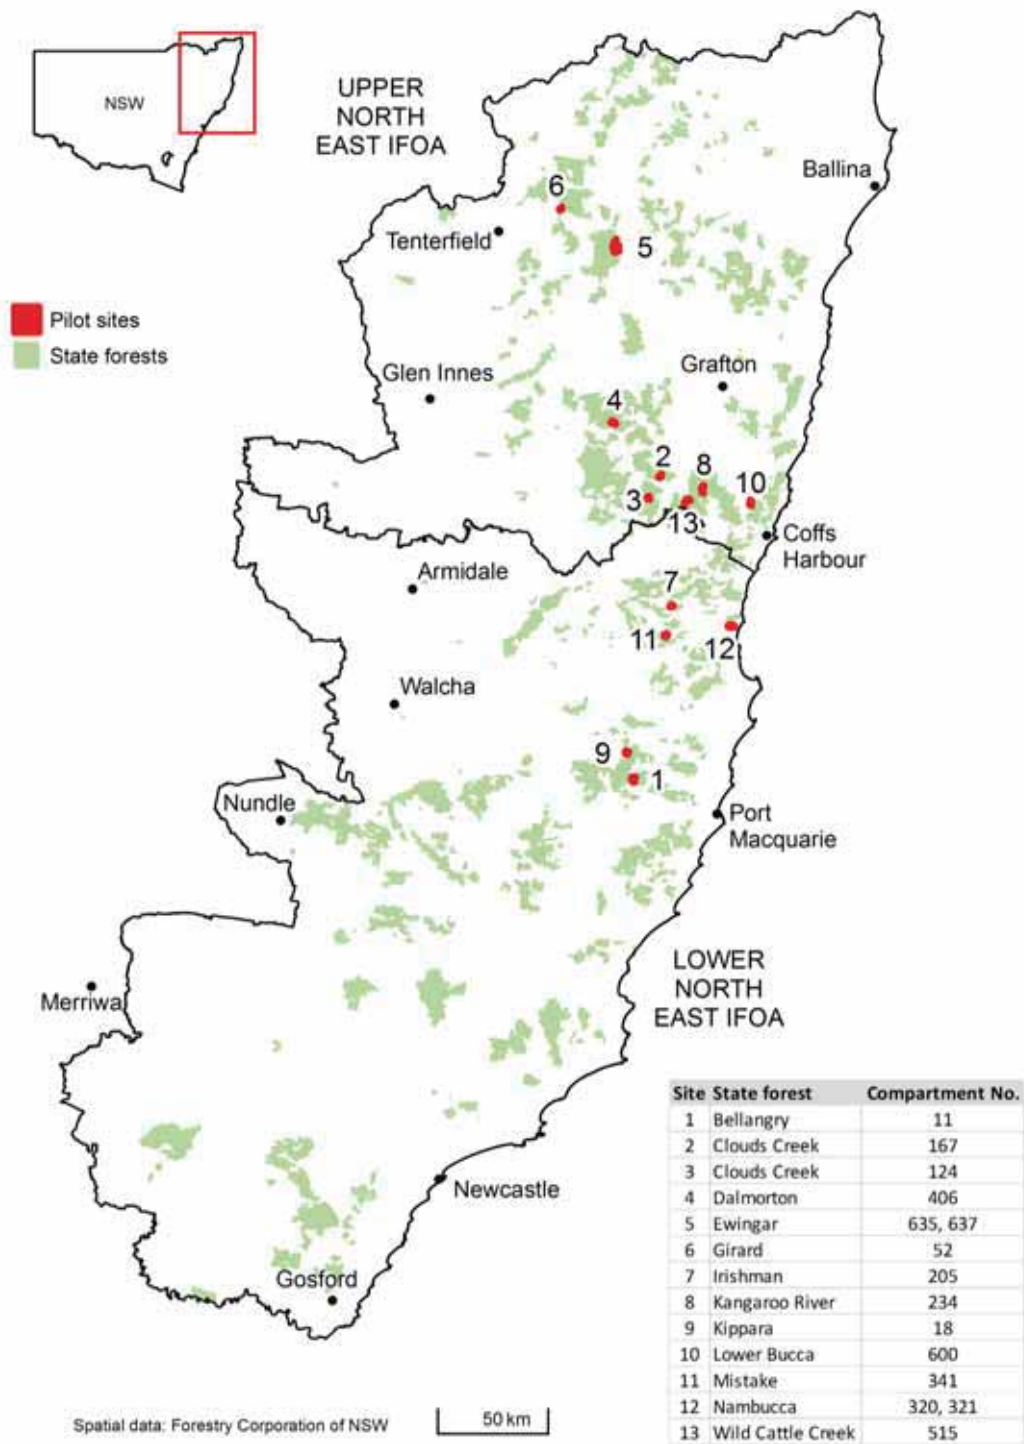 NSW
UPPER
NORTH
EAST IFOA
Ballina
6
Tenterfield
5
Pilot sites
State forests
Glen Innes
Grafton
4
2
8
10
3
13
Coffs
Harbour
Armidale
7
11
12
Walcha
9
1
Nundle
Port
Macquarie
LOWER
NORTH
EAST IFOA
Merriwa
Newcastle
Gosford
Site State forest Compartment No.
1 Bellangry 11
2 Clouds Creek 167
3 Clouds Creek 124
4 Dalmorton 406
5 Ewingar 635, 637
6 Girard 52
7 Irishman 205
8 Kangaroo River 234
9 Kippara 18
10 Lower Bucca 600
11 Mistake 341
12 Nambucca 320, 321
13 Wild Cattle Creek 515
Spatial data: Forestry Corporation of NSW
50 km